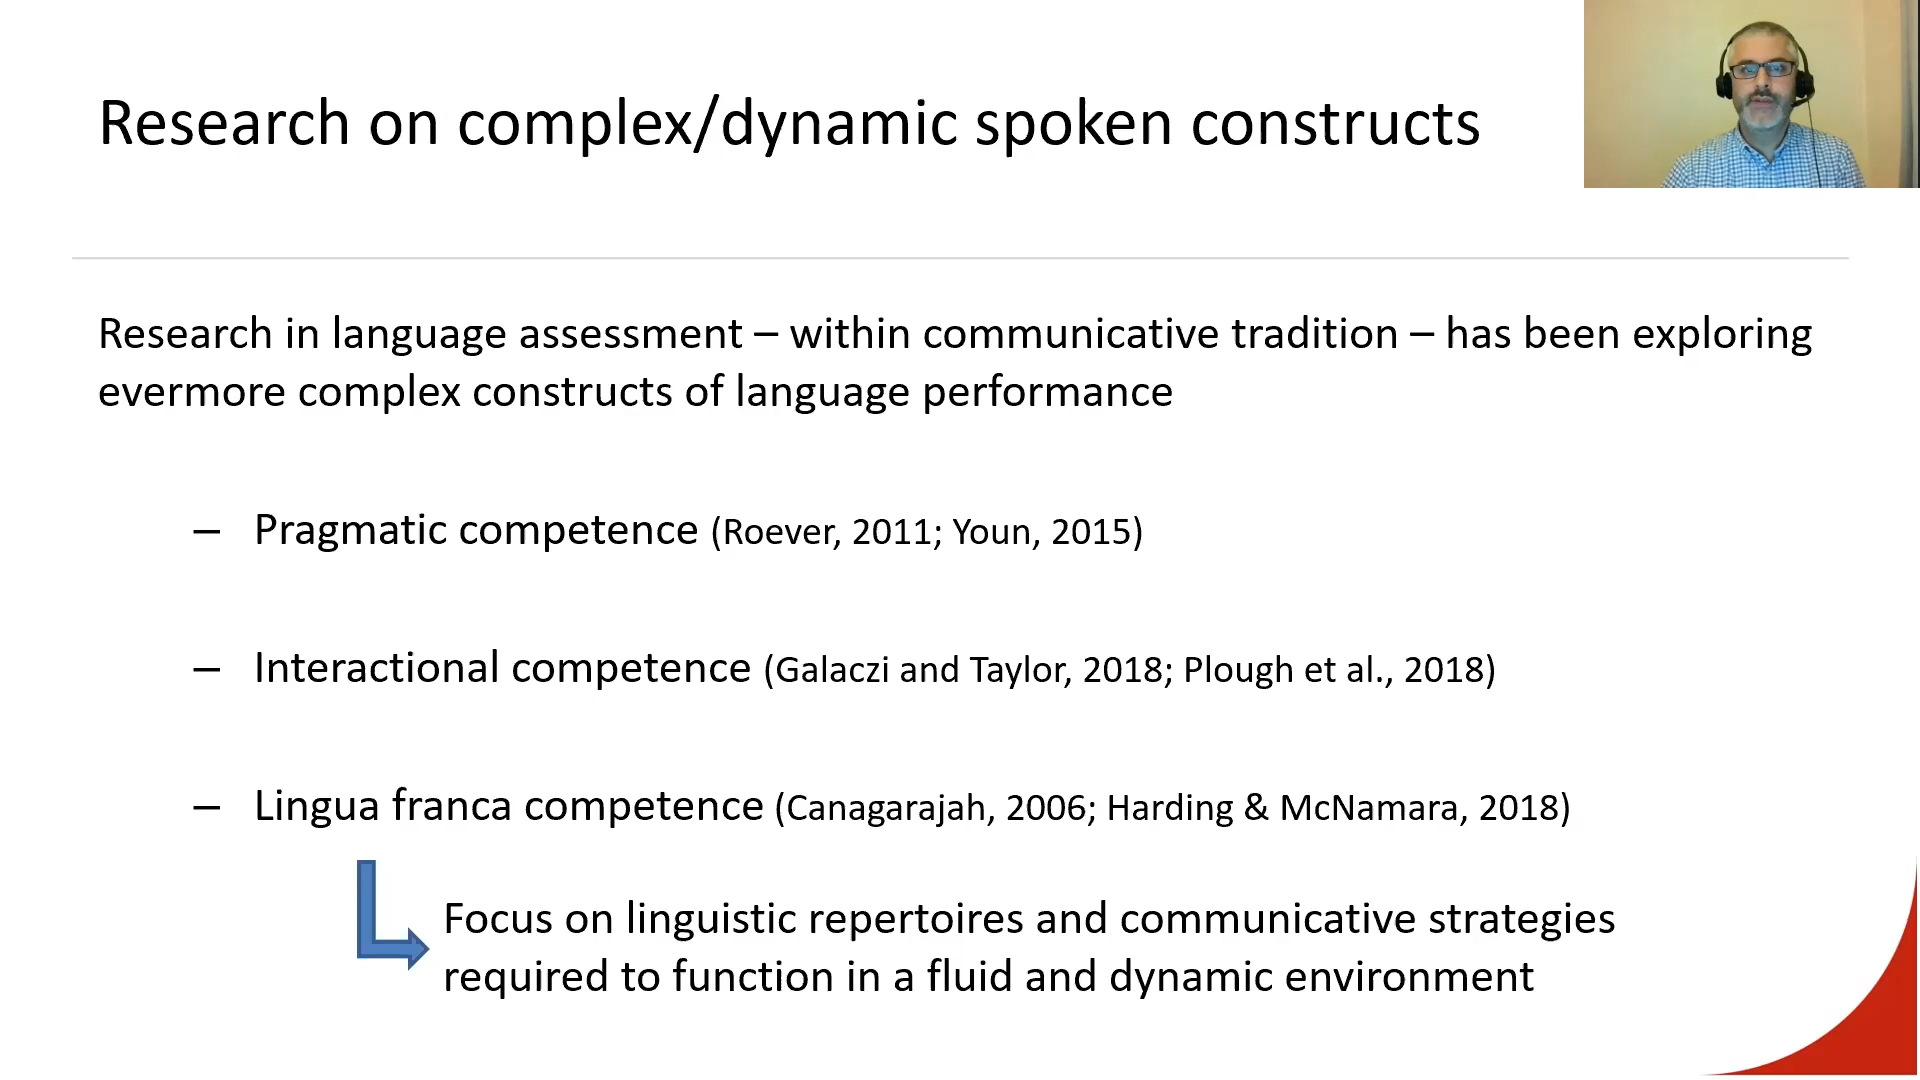 Research on complex/dynamic spoken constructs
Research in language assessment – within communicative tradition – has been exploring
evermore complex constructs of language performance
– Pragmatic competence (Roever, 2011; Youn, 2015)
– Interactional competence (Galaczi and Taylor, 2018; Plough et al., 2018)
– Lingua franca competence (Canagarajah, 2006; Harding & McNamara, 2018)
Focus on linguistic repertoires and communicative strategies
required to function in a fluid and dynamic environment